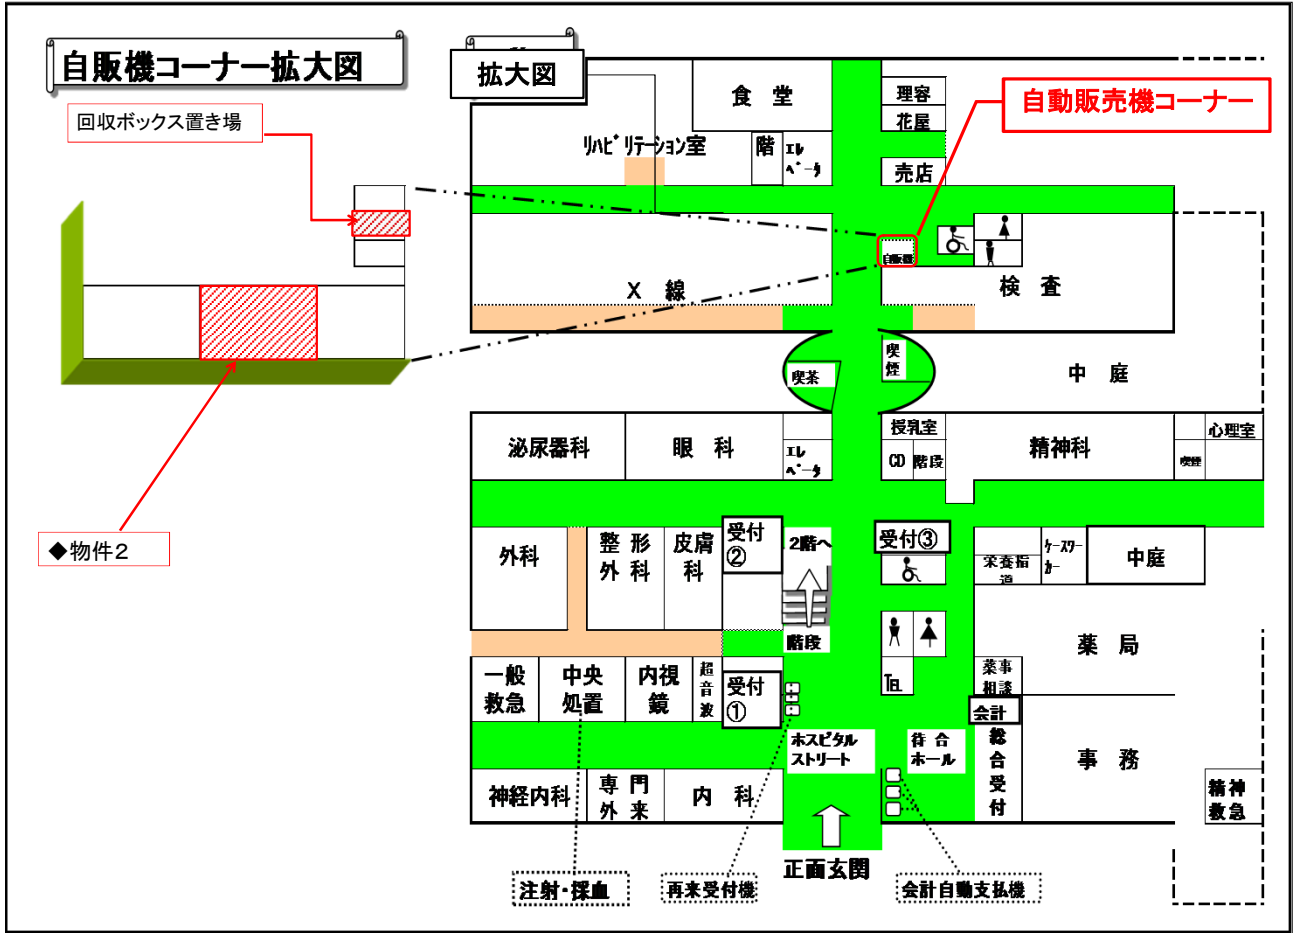 自販機コーナー拡大図
拡大図
回収ボックス置き場
◆物件２
自動販売機コーナー
食 堂
理容
花屋
リハビリテーション室
階
エレ
ベータ
売店
自販機
X 線
検 査
喫茶
喫
煙
中 庭
泌尿器科
眼 科
エレ
ベータ
授乳室
CD
階段
精神科
心理室
喫煙
外科
整 形
外 科
皮膚
科
受付
②
2階へ
受付③
栄養指
道
ケースワー
カー
中庭
階段
薬 局
一般
救急
中央
処置
内視
鏡
超
音
波
受付
①
TEL
薬事
相談
会計
ホスピタル
ストリート
待 合
ホール
総
合
受
付
事 務
神経内科
専 門
外 来
内 科
精神
救急
正面玄関
注射・採血
再来受付機
会計自動支払機